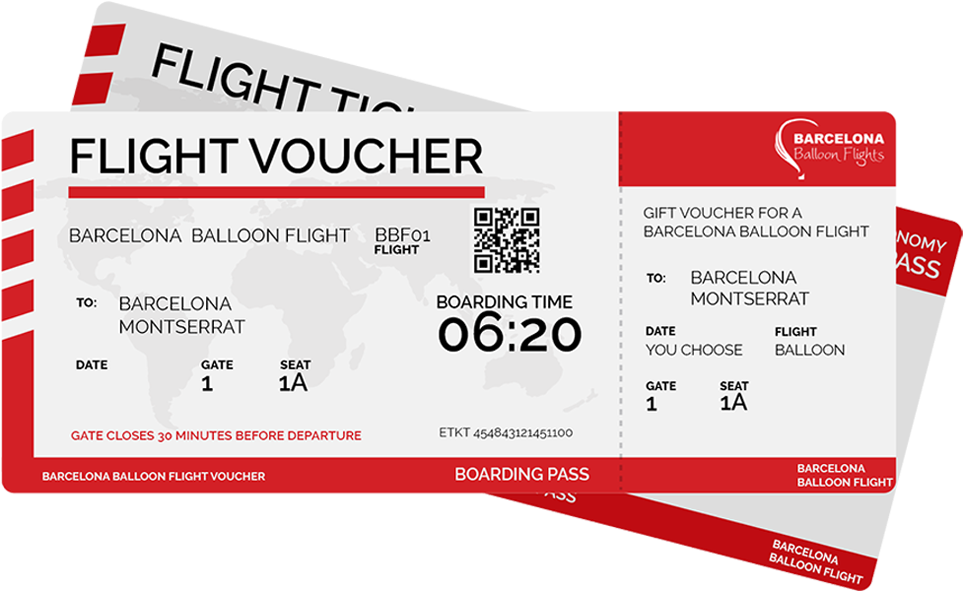 FLIGHT
FLIGHT VOUCHER
BARCELONA BALLOON FLIGHT
BBF01
FLIGHT
TO:
BARCELONA
MONTSERRAT
BOARDING TIME
06:20
DATE
GATE
1
SEAT
1A
GATE CLOSES 30 MINUTES BEFORE DEPARTURE
ETKT 454843121451100
BARCELONA BALLOON FLIGHT VOUCHER
BOARDING PASS
BARCELONA
Balloon Flights
GIFT VOUCHER FOR A
BARCELONA BALLOON FLIGHT
TO:
BARCELONA
MONTSERRAT
DATE
YOU CHOOSE
FLIGHT
BALLOON
GATE
1
SEAT
1A
BARCELONA
BALLOON FLIGHT
BARCELONA
BALLOON FLIGHT